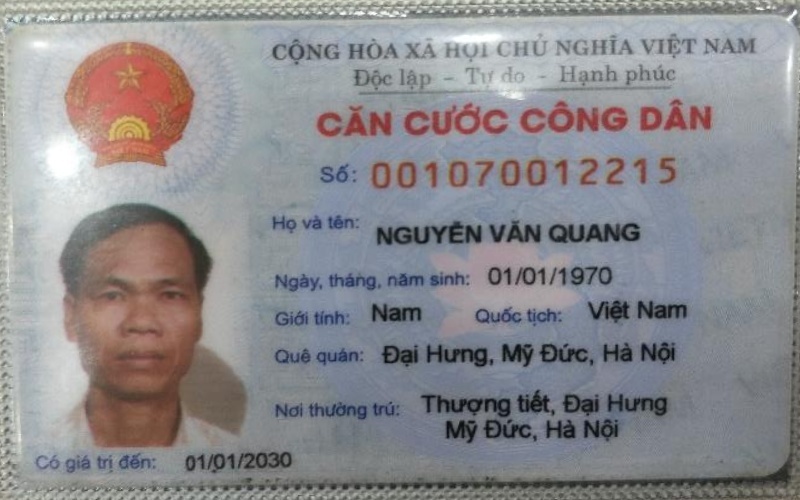 CỘNG HÒA XÃ HỘI CHỦ NGHĨA VIỆT NAM
Độc lập - Tự do - Hạnh phúc
CĂN CƯỚC CÔNG DÂN
Số: 001070012215
Họ và tên: NGUYỄN VĂN QUANG
Ngày, tháng, năm sinh: 01/01/1970
Giới tính: Nam Quốc tịch: Việt Nam
Quê quán: Đại Hưng, Mỹ Đức, Hà Nội
Nơi thường trú: Thượng tiết, Đại Hưng
Mỹ Đức, Hà Nội
Có giá trị đến: 01/01/2030